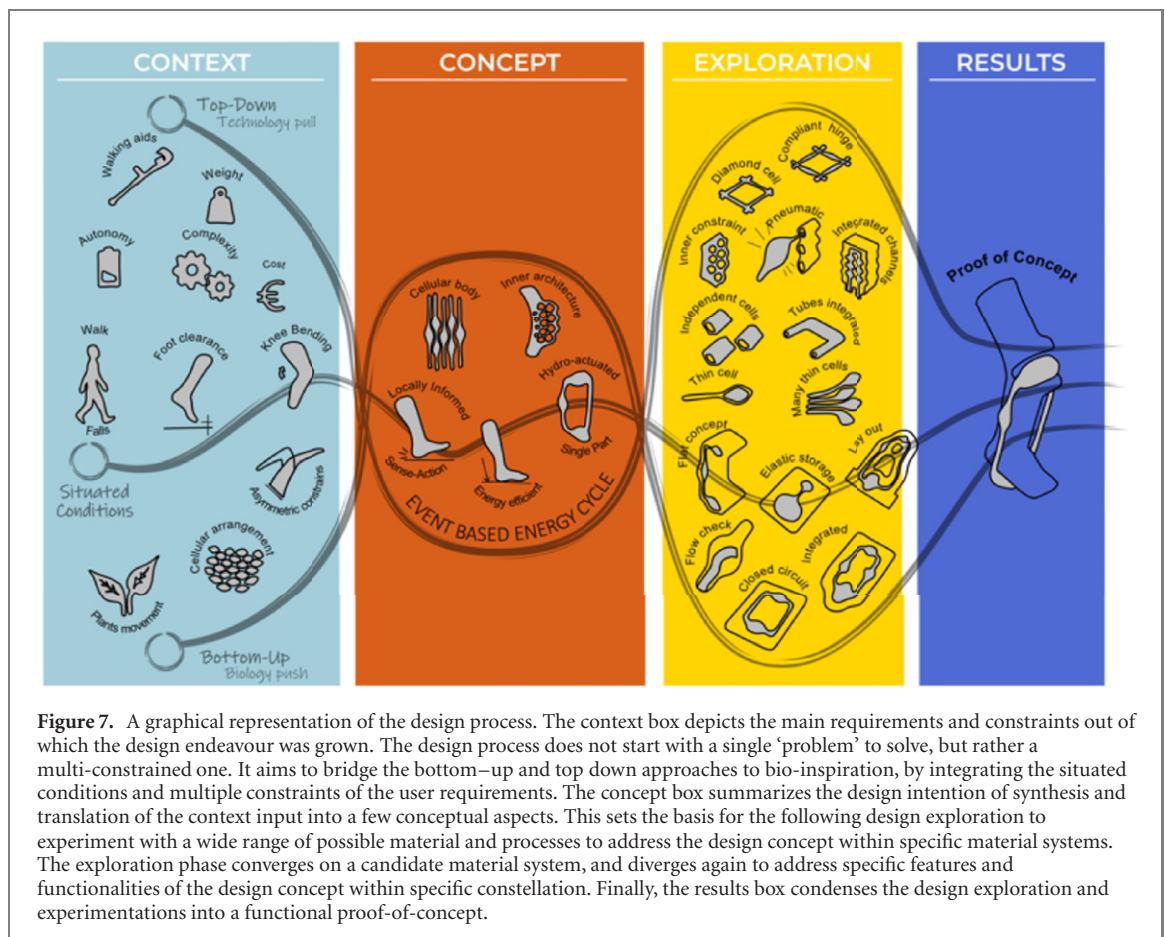 CONTEXT
CONCEPT
EXPLORATION
RESULTS
Top-Down
Technology pull
Walking aids
Weight
Autonomy
Complexity
Cost
Walk
Falls
Foot clearance
Knee Bending
Situated
Conditions
Asymmetric constrains
Cellular arrangement
Plants movement
Bottom-Up
Biology push
Cellular body
Inner architecture
Locally Informed
Sense-Action
Energy efficient
Hydro-actuated
Single Part
EVENT BASED ENERGY CYCLE
Compliant hinge
Diamond cell
Inner constraint
Pneumatic
Integrated channels
Independent cells
Tubes integrated
Thin cell
Many thin cells
Flat concept
Elastic storage
Lay out
Flow check
Closed circuit
Integrated
Proof of Concept
Figure 7. A graphical representation of the design process. The context box depicts the main requirements and constraints out of
which the design endeavour was grown. The design process does not start with a single ‘problem’ to solve, but rather a
multi-constrained one. It aims to bridge the bottom–up and top down approaches to bio-inspiration, by integrating the situated
conditions and multiple constraints of the user requirements. The concept box summarizes the design intention of synthesis and
translation of the context input into a few conceptual aspects. This sets the basis for the following design exploration to
experiment with a wide range of possible material and processes to address the design concept within specific material systems.
The exploration phase converges on a candidate material system, and diverges again to address specific features and
functionalities of the design concept within specific constellation. Finally, the results box condenses the design exploration and
experimentations into a functional proof-of-concept.